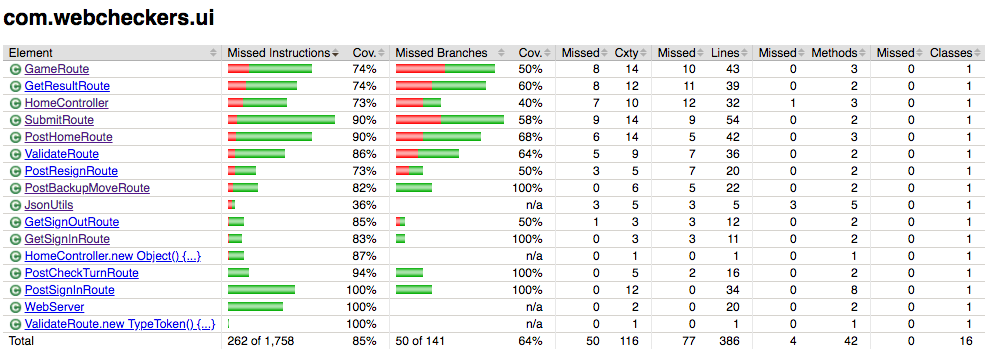 com.webcheckers.ui
Element Missed Instructions Cov. Missed Branches Cov. Missed Cxty Missed Lines Missed Methods Missed Classes
GameRoute 74% 50% 8 14 10 43 0 3 0 1
GetResultRoute 74% 60% 8 12 11 39 0 2 0 1
HomeController 73% 40% 7 10 12 32 1 3 0 1
SubmitRoute 90% 58% 9 14 9 54 0 2 0 1
PostHomeRoute 90% 68% 6 14 5 42 0 3 0 1
ValidateRoute 86% 64% 5 9 7 36 0 2 0 1
PostResignRoute 73% 50% 3 5 7 20 0 2 0 1
PostBackupMoveRoute 82% 100% 0 6 5 22 0 2 0 1
JsonUtils 36% n/a 3 5 3 5 3 5 0 1
GetSignOutRoute 85% 50% 1 3 3 12 0 2 0 1
GetSignInRoute 83% 100% 0 3 3 11 0 2 0 1
HomeController.new Object() {...} 87% n/a 0 1 0 1 0 1 0 1
PostCheckTurnRoute 94% 100% 0 5 2 16 0 2 0 1
PostSignInRoute 100% 100% 0 12 0 34 0 8 0 1
WebServer 100% n/a 0 2 0 20 0 2 0 1
ValidateRoute.new TypeToken() {...} 100% n/a 0 1 0 1 0 1 0 1
Total 262 of 1,758 85% 50 of 141 64% 50 116 77 386 4 42 0 16